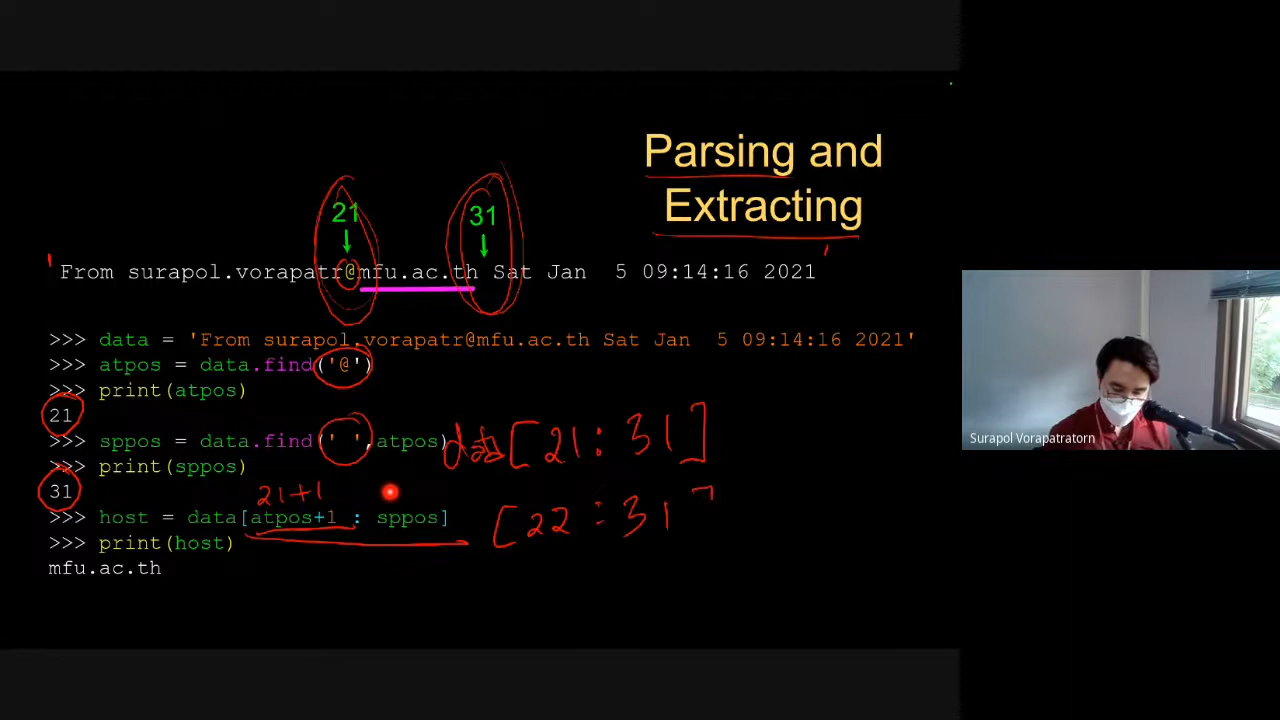 Parsing and
Extracting
21 31
From surapol.vorapatr@mfu.ac.th Sat Jan  5 09:14:16 2021
>>> data = 'From surapol.vorapatr@mfu.ac.th Sat Jan  5 09:14:16 2021'
>>> atpos = data.find('@')
>>> print(atpos)
21
>>> sppos = data.find(' ',atpos)
data[21:31]
>>> print(sppos)
31
21+1
>>> host = data[atpos+1 : sppos]
[22:31]
>>> print(host)
mfu.ac.th
Surapol Vorapatratorn